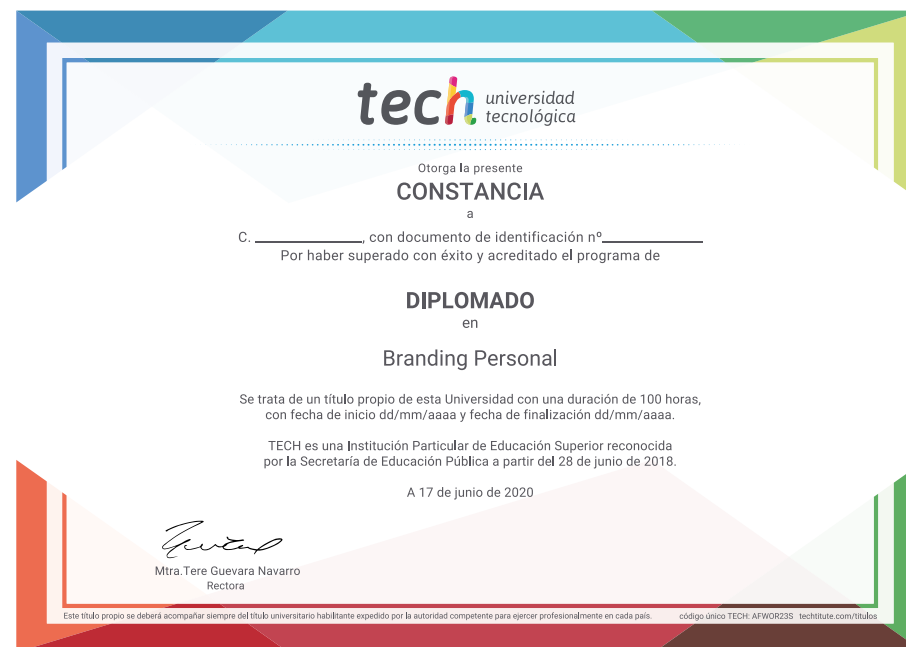 tech universidad
tecnológica
Otorga la presente
CONSTANCIA
a
C. ____________, con documento de identificación nº____________
Por haber superado con éxito y acreditado el programa de
DIPLOMADO
en
Branding Personal
Se trata de un título propio de esta Universidad con una duración de 100 horas,
con fecha de inicio dd/mm/aaaa y fecha de finalización dd/mm/aaaa.
TECH es una Institución Particular de Educación Superior reconocida
por la Secretaría de Educación Pública a partir del 28 de junio de 2018.
A 17 de junio de 2020
Mtra.Tere Guevara Navarro
Rectora
Este título propio se deberá acompañar siempre del título universitario habilitante expedido por la autoridad competente para ejercer profesionalmente en cada país. código único TECH: AFWOR23S techtitute.com/titulos